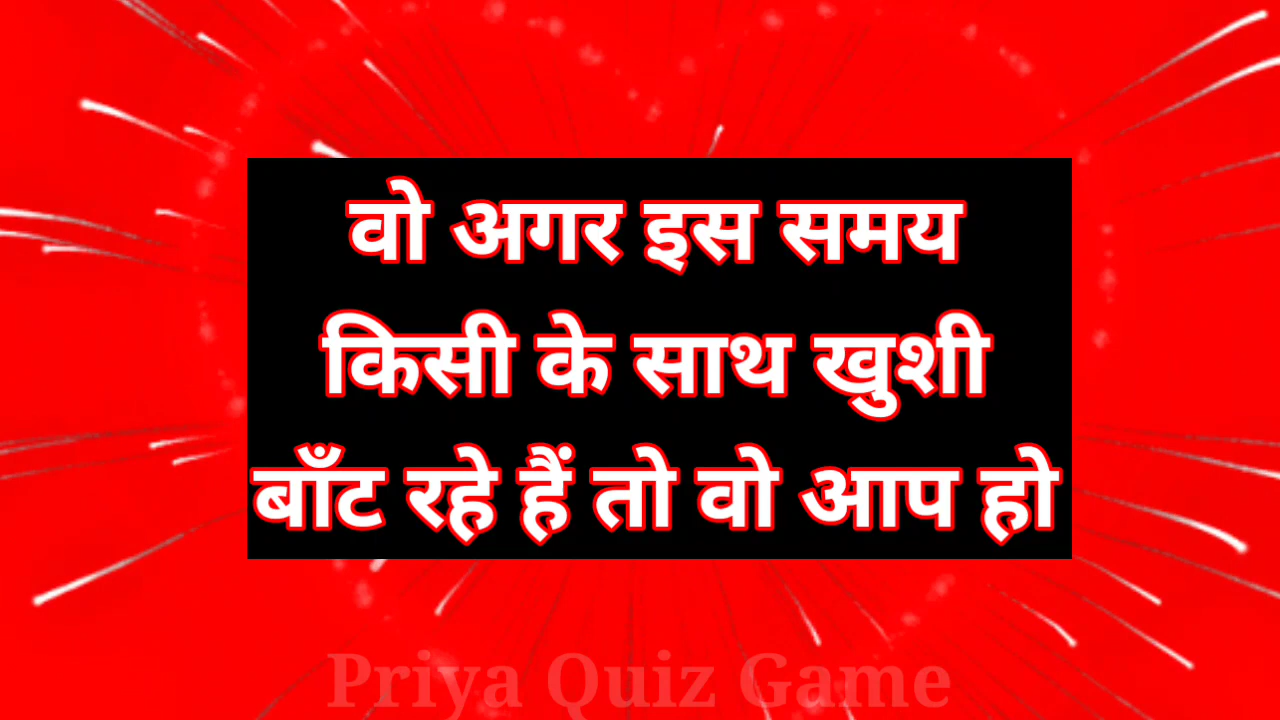 वो अगर इस समय
किसी के साथ खुशी
बाँट रहे हैं तो वो आप हो
Priya Quiz Game